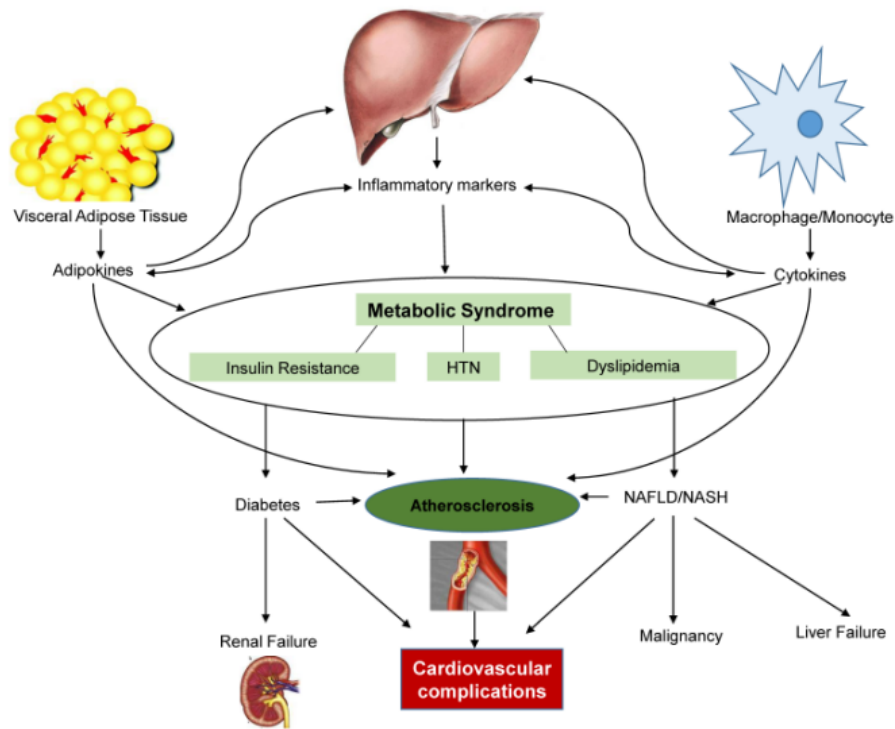 Inflammatory markers
Visceral Adipose Tissue
Macrophage/Monocyte
Adipokines
Cytokines
Metabolic Syndrome
Insulin Resistance
HTN
Dyslipidemia
Diabetes
Atherosclerosis
NAFLD/NASH
Renal Failure
Cardiovascular
complications
Malignancy
Liver Failure